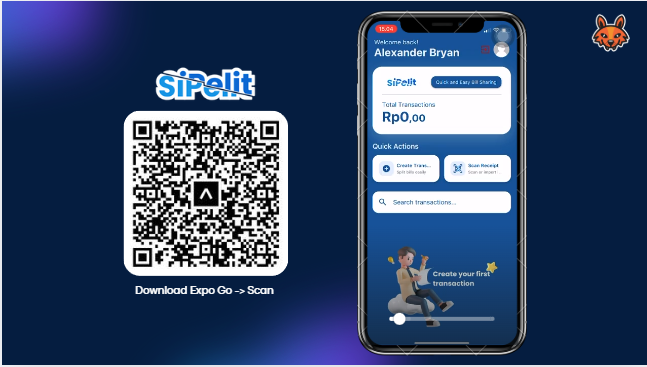 SiPelit
Download Expo Go -> Scan
15.04
Welcome back!
Alexander Bryan
SiPelit
Quick and Easy Bill Sharing
Total Transactions
Rp0,00
Quick Actions
Create Trans...
Split bills easily
Scan Receipt
Scan or import ...
Search transactions...
Create your first
transaction